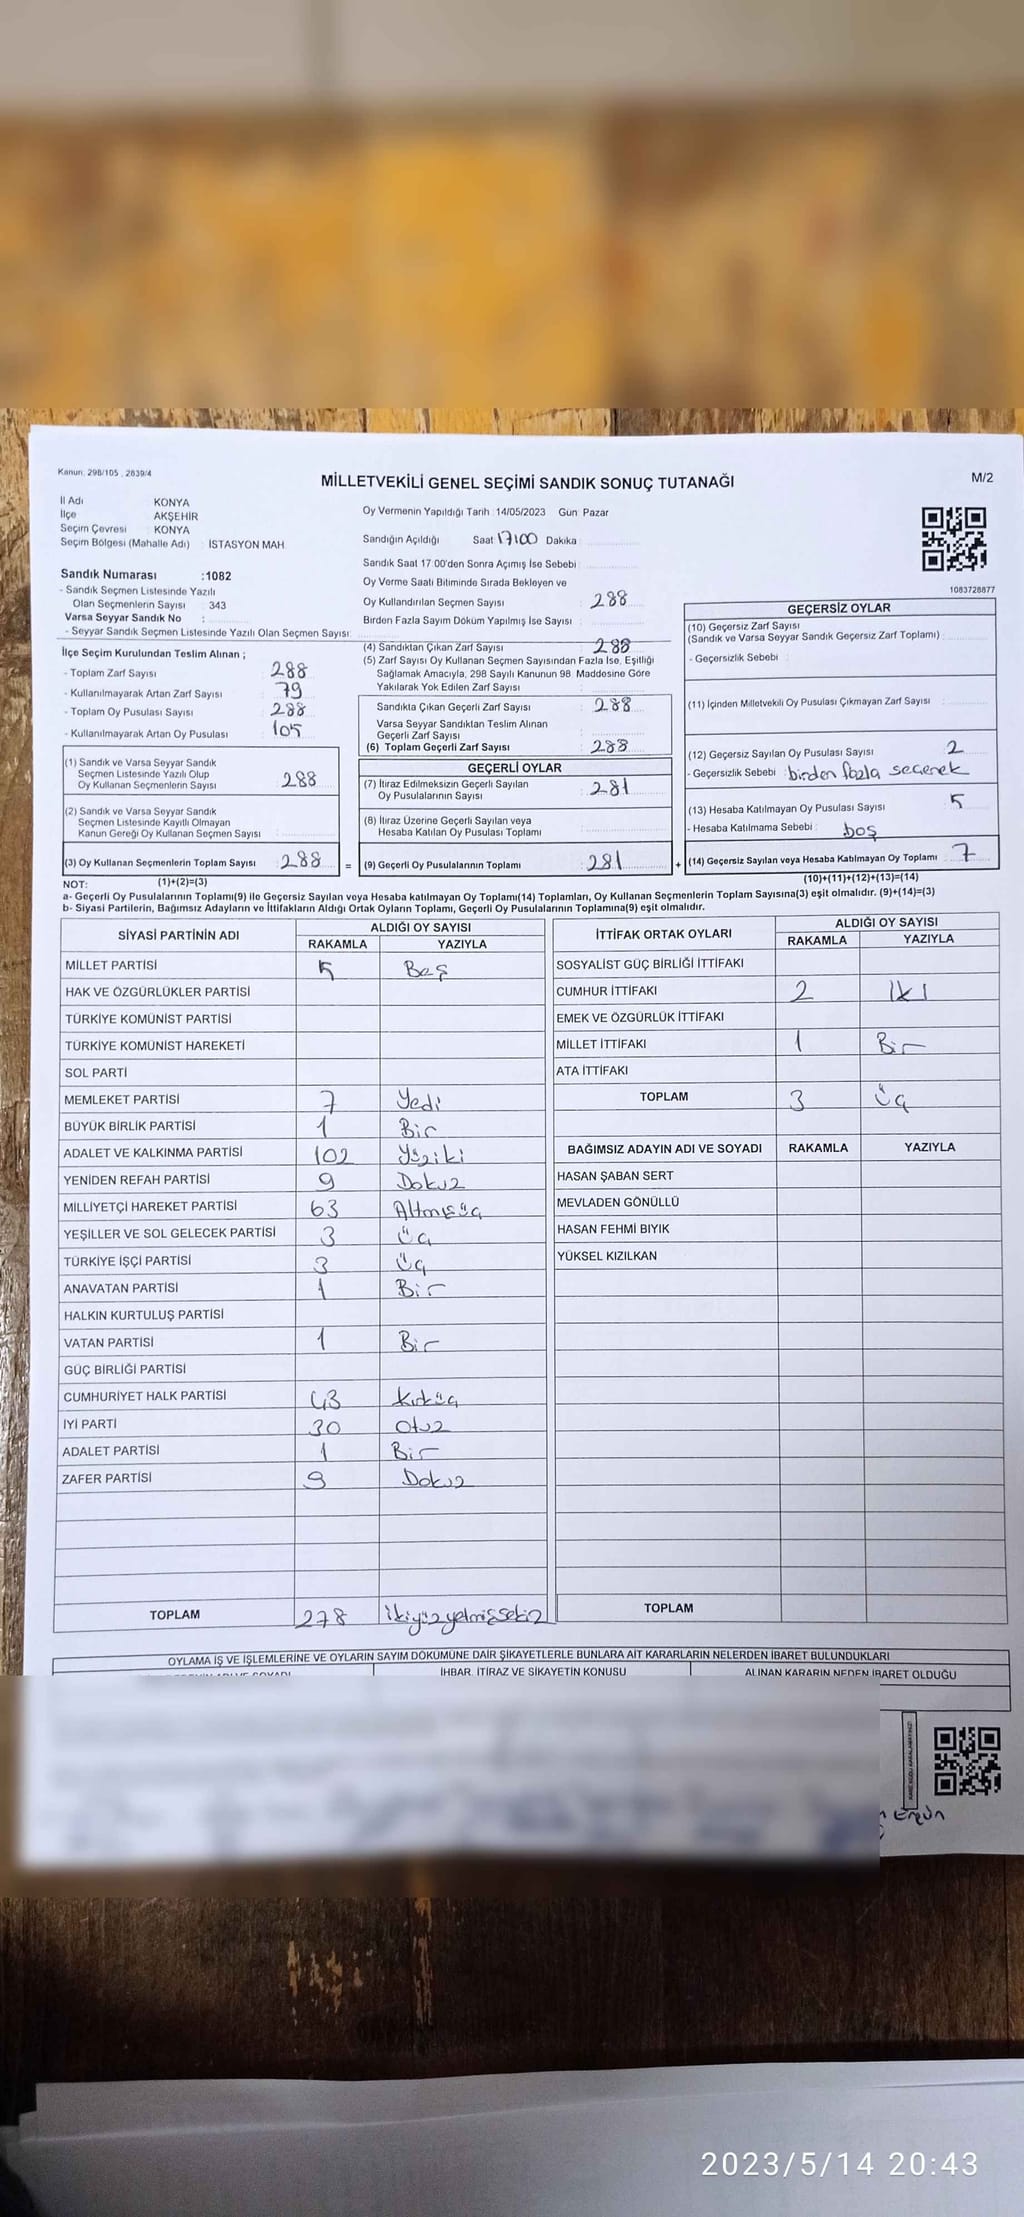 Kanun: 298/105, 2839/4
MİLLETVEKİLİ GENEL SEÇİMİ SANDIK SONUÇ TUTANAĞI
M/2
İl Adı KONYA
İlçe AKŞEHİR
Seçim Çevresi : KONYA
Seçim Bölgesi (Mahalle Adı) : İSTASYON MAH
Sandık Numarası :1082
- Sandık Seçmen Listesinde Yazılı
Olan Seçmenlerin Sayısı : 343
Varsa Seyyar Sandık No :
- Seyyar Sandık Seçmen Listesinde Yazılı Olan Seçmen Sayısı:
Oy Vermenin Yapıldığı Tarih :14/05/2023 Gün Pazar
Sandığın Açıldığı Saat 17:00 Dakika
Sandık Saat 17.00'den Sonra Açımış İse Sebebi
Oy Verme Saati Bitiminde Sırada Bekleyen ve
Oy Kullandırılan Seçmen Sayısı : 288
Birden Fazla Sayım Döküm Yapılmış İse Sayısı :
1083728877
İlçe Seçim Kurulundan Teslim Alınan ;
- Toplam Zarf Sayısı 288
- Kullanılmayarak Artan Zarf Sayısı 79
- Toplam Oy Pusulası Sayısı 288
- Kullanılmayarak Artan Oy Pusulası 105
(1) Sandık ve Varsa Seyyar Sandık
Seçmen Listesinde Yazılı Olup
Oy Kullanan Seçmenlerin Sayısı : 288
(2) Sandık ve Varsa Seyyar Sandık
Seçmen Listesinde Kayıtlı Olmayan
Kanun Gereği Oy Kullanan Seçmen Sayısı :
(3) Oy Kullanan Seçmenlerin Toplam Sayısı : 288 =
(4) Sandıktan Çıkan Zarf Sayısı 288
(5) Zarf Sayısı Oy Kullanan Seçmen Sayısından Fazla İse, Eşitliği
Sağlamak Amacıyla, 298 Sayılı Kanunun 98. Maddesine Göre
Yakılarak Yok Edilen Zarf Sayısı
Sandıkta Çıkan Geçerli Zarf Sayısı : 288
Varsa Seyyar Sandıktan Teslim Alınan
Geçerli Zarf Sayısı
(6) Toplam Geçerli Zarf Sayısı : 288
GEÇERLİ OYLAR
(7) İtiraz Edilmeksizin Geçerli Sayılan
Oy Pusulalarının Sayısı : 281
(8) İtiraz Üzerine Geçerli Sayılan veya
Hesaba Katılan Oy Pusulası Toplamı
(9) Geçerli Oy Pusulalarının Toplamı : 281 +
GEÇERSİZ OYLAR
(10) Geçersiz Zarf Sayısı
(Sandık ve Varsa Seyyar Sandık Geçersiz Zarf Toplamı) :
- Geçersizlik Sebebi :
(11) İçinden Milletvekili Oy Pusulası Çıkmayan Zarf Sayısı :
(12) Geçersiz Sayılan Oy Pusulası Sayısı : 2
- Geçersizlik Sebebi : birden fazla seçenek
(13) Hesaba Katılmayan Oy Pusulası Sayısı : 5
- Hesaba Katılmama Sebebi : boş
(14) Geçersiz Sayılan veya Hesaba Katılmayan Oy Toplamı : 7
NOT: (1)+(2)=(3)
(10)+(11)+(12)+(13)=(14)
a- Geçerli Oy Pusulalarının Toplamı(9) ile Geçersiz Sayılan veya Hesaba katılmayan Oy Toplamı(14) Toplamları, Oy Kullanan Seçmenlerin Toplam Sayısına(3) eşit olmalıdır. (9)+(14)=(3)
b- Siyasi Partilerin, Bağımsız Adayların ve İttifakların Aldığı Ortak Oyların Toplamı, Geçerli Oy Pusulalarının Toplamına(9) eşit olmalıdır.
SİYASİ PARTİNİN ADI ALDIĞI OY SAYISI
RAKAMLA YAZIYLA
MİLLET PARTİSİ 5 Beş
HAK VE ÖZGÜRLÜKLER PARTİSİ
TÜRKİYE KOMÜNİST PARTİSİ
TÜRKİYE KOMÜNİST HAREKETİ
SOL PARTİ
MEMLEKET PARTİSİ 7 Yedi
BÜYÜK BİRLİK PARTİSİ 1 Bir
ADALET VE KALKINMA PARTİSİ 102 Yüziki
YENİDEN REFAH PARTİSİ 9 Dokuz
MİLLİYETÇİ HAREKET PARTİSİ 63 Altmışüç
YEŞİLLER VE SOL GELECEK PARTİSİ 3 Üç
TÜRKİYE İŞÇİ PARTİSİ 3 Üç
ANAVATAN PARTİSİ 1 Bir
HALKIN KURTULUŞ PARTİSİ
VATAN PARTİSİ 1 Bir
GÜÇ BİRLİĞİ PARTİSİ
CUMHURİYET HALK PARTİSİ 43 Kırküç
İYİ PARTİ 30 Otuz
ADALET PARTİSİ 1 Bir
ZAFER PARTİSİ 9 Dokuz
TOPLAM 278 İkiyüzyetmişsekiz
İTTİFAK ORTAK OYLARI ALDIĞI OY SAYISI
RAKAMLA YAZIYLA
SOSYALİST GÜÇ BİRLİĞİ İTTİFAKI
CUMHUR İTTİFAKI 2 İki
EMEK VE ÖZGÜRLÜK İTTİFAKI
MİLLET İTTİFAKI 1 Bir
ATA İTTİFAKI
TOPLAM 3 Üç
BAĞIMSIZ ADAYIN ADI VE SOYADI RAKAMLA YAZIYLA
HASAN ŞABAN SERT
MEVLADEN GÖNÜLLÜ
HASAN FEHMİ BIYIK
YÜKSEL KIZILKAN
TOPLAM
OYLAMA İŞ VE İŞLEMLERİNE VE OYLARIN SAYIM DÖKÜMÜNE DAİR ŞİKAYETLERLE BUNLARA AİT KARARLARIN NELERDEN İBARET BULUNDUKLARI
İHBAR, İTİRAZ VE ŞİKAYETİN KONUSU ALINAN KARARIN NEDEN İBARET OLDUĞU
Ergün
2023/5/14 20:43